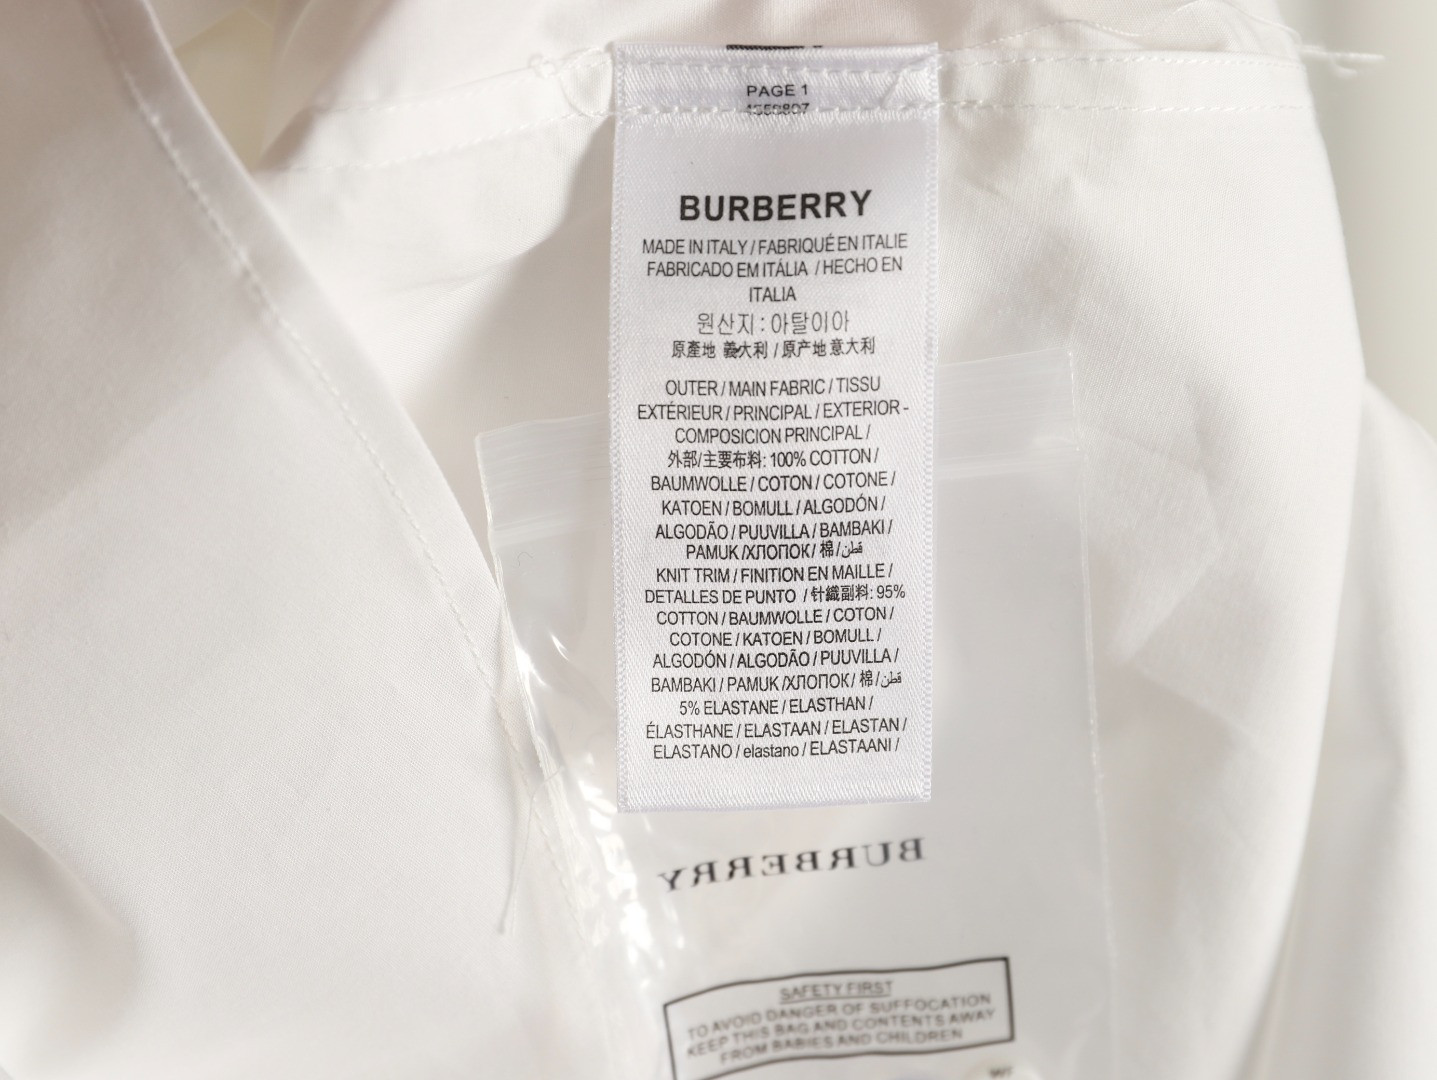 PAGE 1
BURBERRY
MADE IN ITALY / FABRIQUÉ EN ITALIE
FABRICADO EM ITÁLIA / HECHO EN
ITALIA
원산지 : 아탈이아
原產地 義大利 / 原产地 意大利
OUTER / MAIN FABRIC / TISSU
EXTÉRIEUR / PRINCIPAL / EXTERIOR -
COMPOSICION PRINCIPAL /
外部/主要布料: 100% COTTON /
BAUMWOLLE / COTON / COTONE /
KATOEN / BOMULL / ALGODÓN /
ALGODÃO / PUUVILLA / BAMBAKI /
PAMUK /ХЛОПОК / 棉 / قطن
KNIT TRIM / FINITION EN MAILLE /
DETALLES DE PUNTO / 针織副料: 95%
COTTON / BAUMWOLLE / COTON /
COTONE / KATOEN / BOMULL /
ALGODÓN / ALGODÃO / PUUVILLA /
BAMBAKI / PAMUK /ХЛОПОК / 棉 / قطن
5% ELASTANE / ELASTHAN /
ÉLASTHANE / ELASTAAN / ELASTAN /
ELASTANO / elastano / ELASTAANI /
BURBERRY
SAFETY FIRST
TO AVOID DANGER OF SUFFOCATION
KEEP THIS BAG AND CONTENTS AWAY
FROM BABIES AND CHILDREN